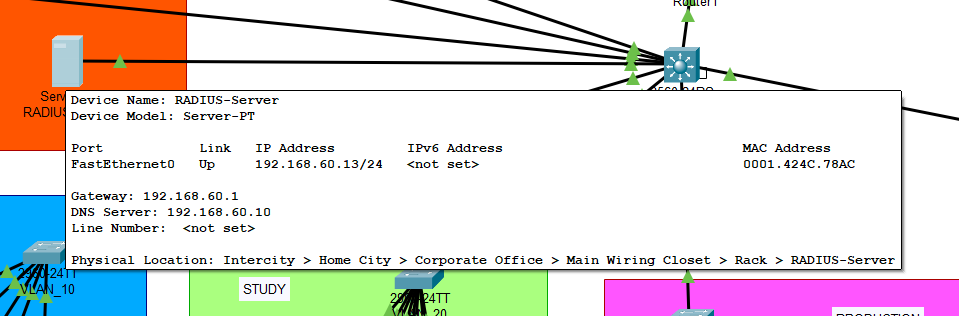 Router1
Device Name: RADIUS-Server
Device Model: Server-PT
Port Link IP Address IPv6 Address MAC Address
FastEthernet0 Up 192.168.60.13/24 <not set> 0001.424C.78AC
Gateway: 192.168.60.1
DNS Server: 192.168.60.10
Line Number: <not set>
Physical Location: Intercity > Home City > Corporate Office > Main Wiring Closet > Rack > RADIUS-Server
VLAN_10
STUDY
PRODUCTION